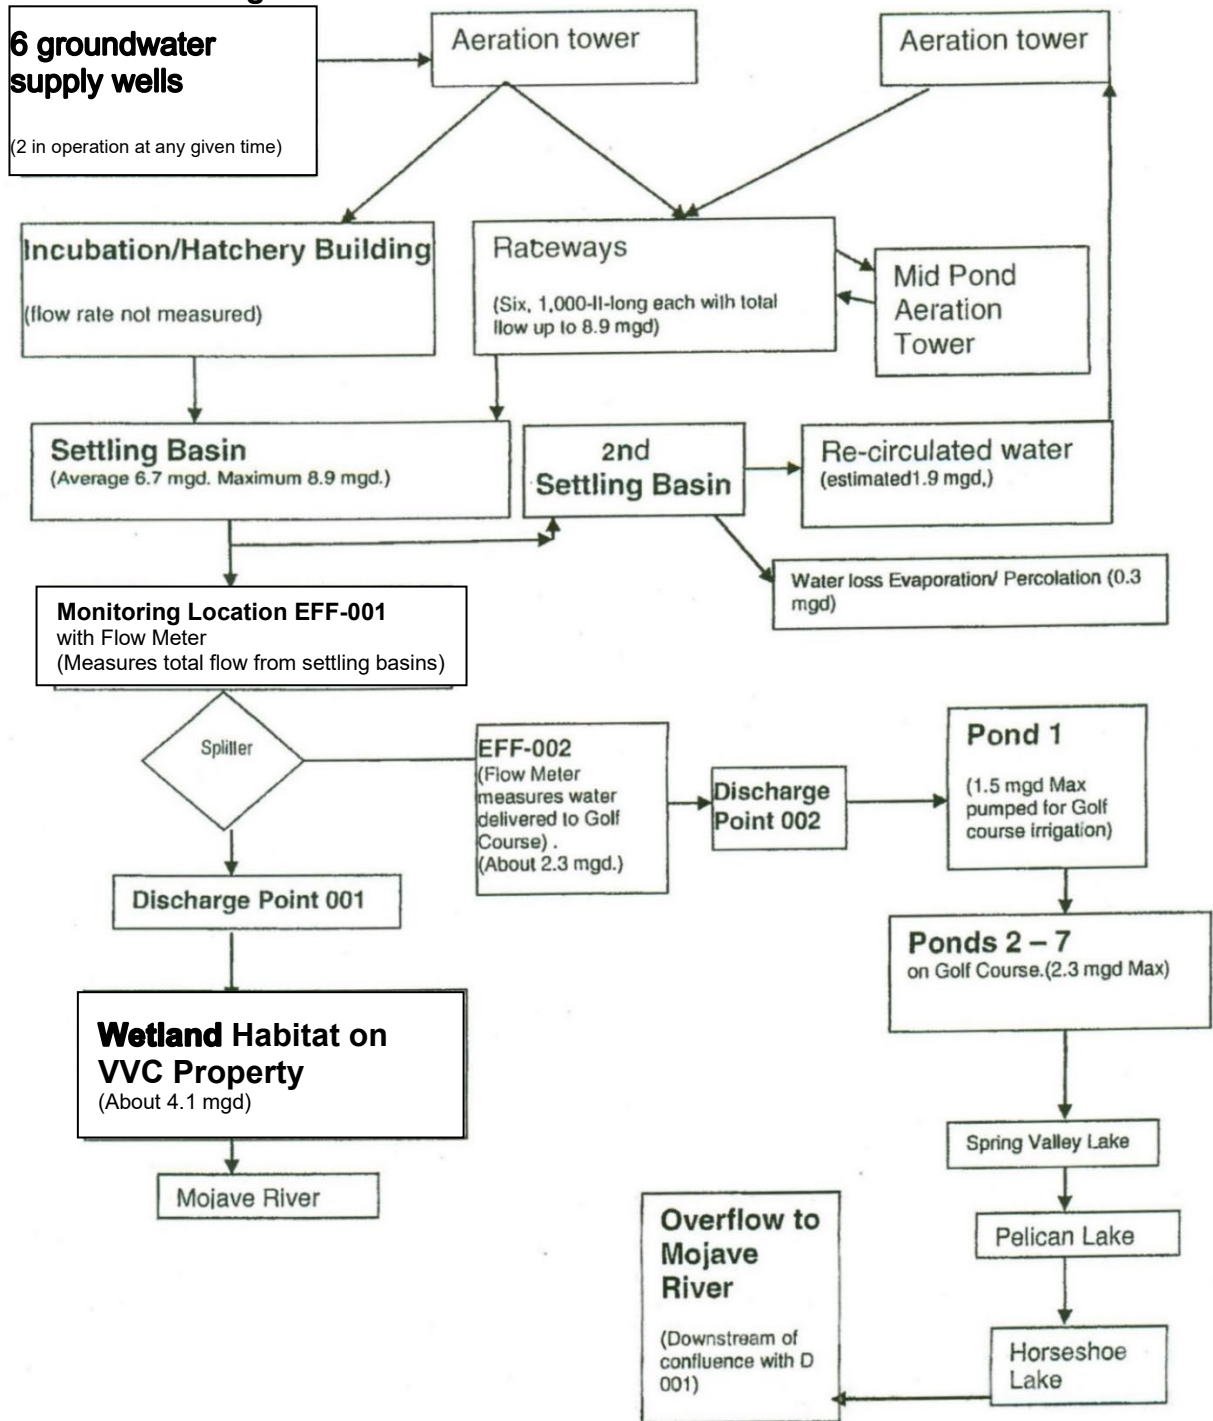 6 groundwater
supply wells
(2 in operation at any given time)
Aeration tower
Aeration tower
Incubation/Hatchery Building
(flow rate not measured)
Raceways
(Six, 1,000-II-long each with total
llow up to 8.9 mgd)
Mid Pond
Aeration
Tower
Settling Basin
(Average 6.7 mgd. Maximum 8.9 mgd.)
2nd
Settling Basin
Re-circulated water
(estimated1.9 mgd,)
Water loss Evaporation/ Percolation (0.3
mgd)
Monitoring Location EFF-001
with Flow Meter
(Measures total flow from settling basins)
Spliller
EFF-002
(Flow Meter
measures water
delivered to Golf
Course) .
(About 2.3 mgd.)
Discharge
Point 002
Pond 1
(1.5 mgd Max
pumped for Golf
course irrigation)
Discharge Point 001
Ponds 2 – 7
on Golf Course.(2.3 mgd Max)
Wetland Habitat on
VVC Property
(About 4.1 mgd)
Mojave River
Spring Valley Lake
Pelican Lake
Horseshoe
Lake
Overflow to
Mojave
River
(Downstream of
confluence with D
001)